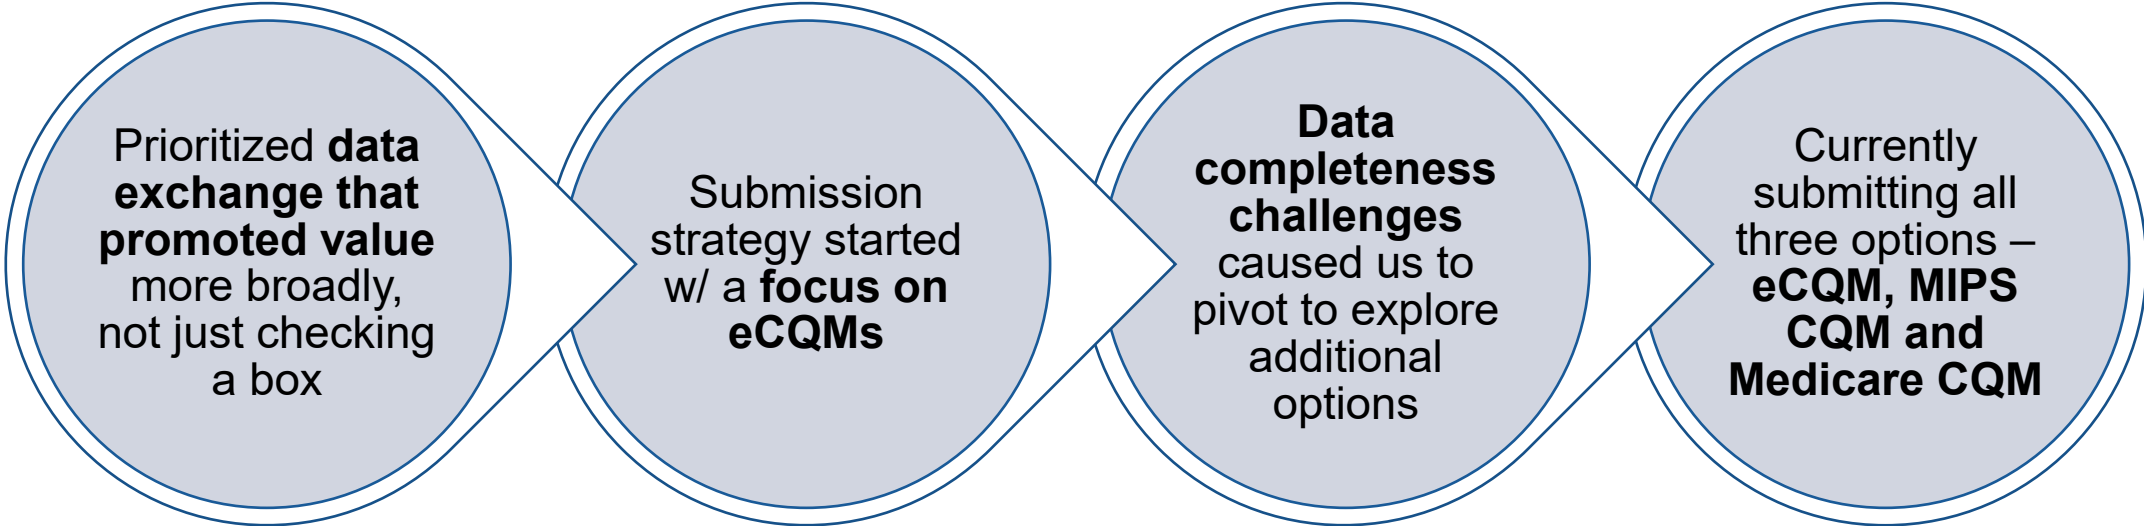 Prioritized data
exchange that
promoted value
more broadly,
not just checking
a box
Submission
strategy started
w/ a focus on
eCQMs
Data
completeness
challenges
caused us to
pivot to explore
additional
options
Currently
submitting all
three options –
eCQM, MIPS
CQM and
Medicare CQM